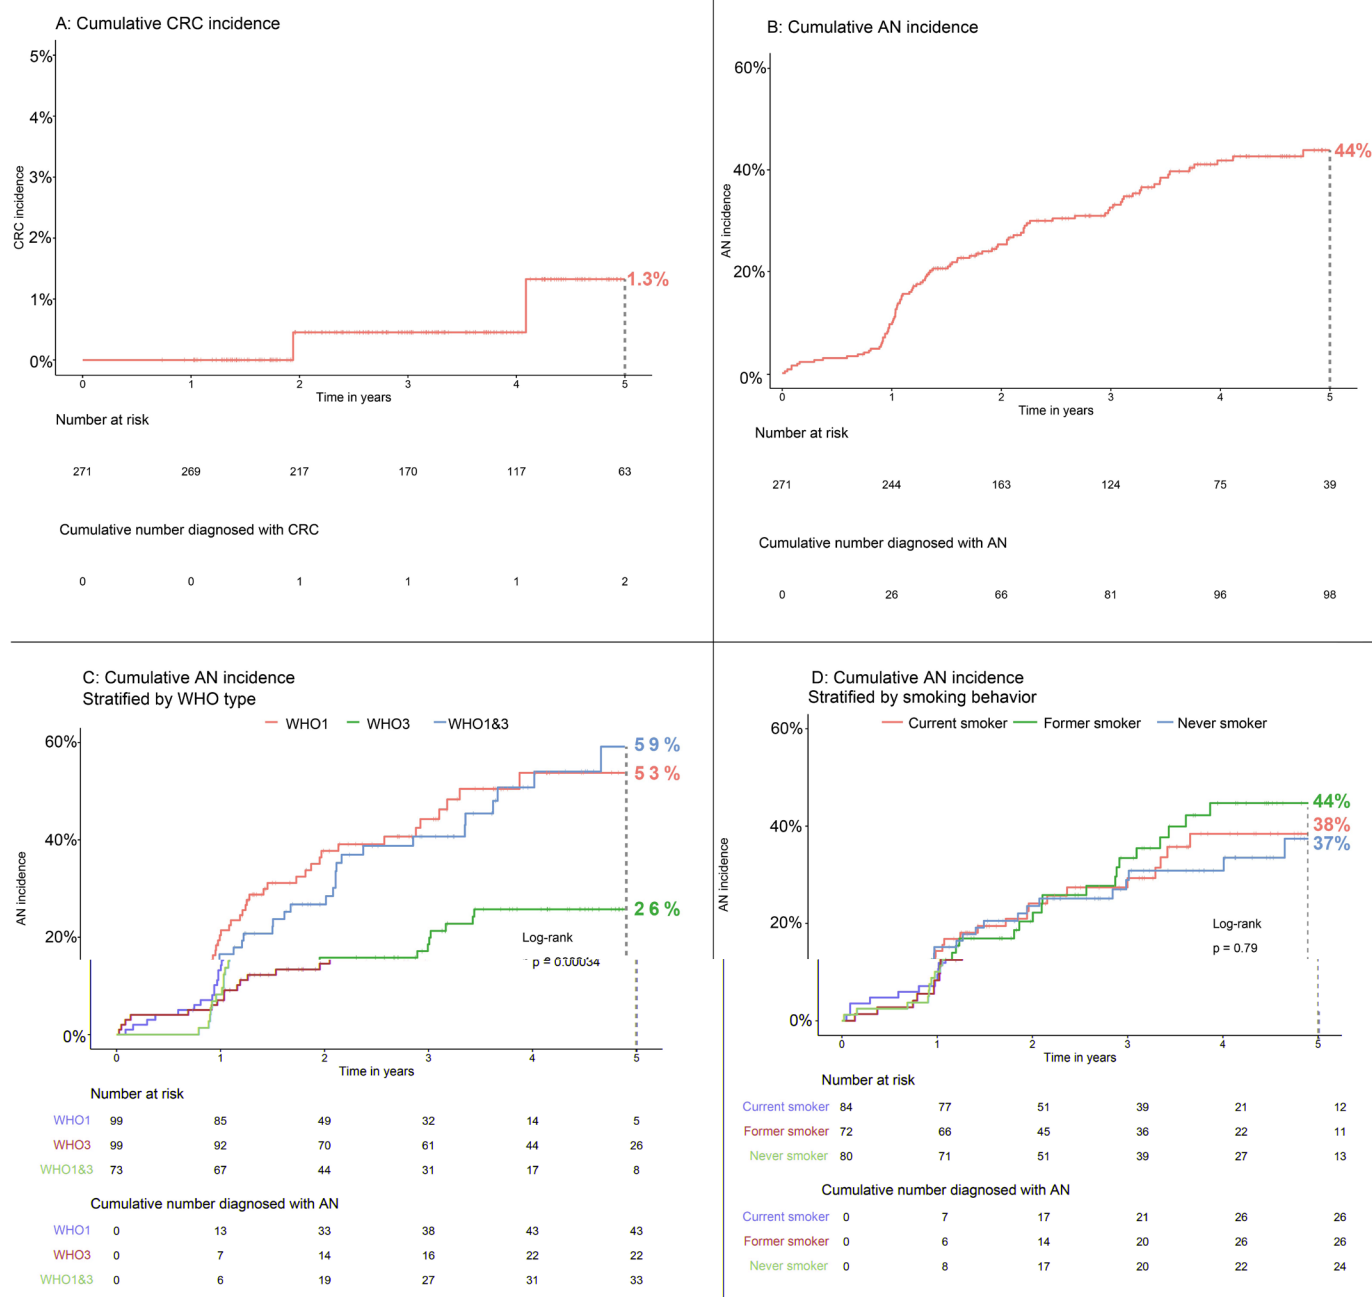 A: Cumulative CRC incidence
5%
4%
3%
2%
1%
0%
CRC incidence
1.3%
0 1 2 3 4 5
Time in years
Number at risk
271 269 217 170 117 63
Cumulative number diagnosed with CRC
0 0 1 1 1 2
B: Cumulative AN incidence
60%
40%
20%
0%
AN incidence
44%
0 1 2 3 4 5
Time in years
Number at risk
271 244 163 124 75 39
Cumulative number diagnosed with AN
0 26 66 81 96 98
C: Cumulative AN incidence
Stratified by WHO type
WHO1 WHO3 WHO1&3
60%
40%
20%
0%
AN incidence
59%
53%
26%
Log-rank
p = 0.00034
0 1 2 3 4 5
Time in years
Number at risk
WHO1 99 85 49 32 14 5
WHO3 99 92 70 61 44 26
WHO1&3 73 67 44 31 17 8
Cumulative number diagnosed with AN
WHO1 0 13 33 38 43 43
WHO3 0 7 14 16 22 22
WHO1&3 0 6 19 27 31 33
D: Cumulative AN incidence
Stratified by smoking behavior
Current smoker Former smoker Never smoker
60%
40%
20%
0%
AN incidence
44%
38%
37%
Log-rank
p = 0.79
0 1 2 3 4 5
Time in years
Number at risk
Current smoker 84 77 51 39 21 12
Former smoker 72 66 45 36 22 11
Never smoker 80 71 51 39 27 13
Cumulative number diagnosed with AN
Current smoker 0 7 17 21 26 26
Former smoker 0 6 14 20 26 26
Never smoker 0 8 17 20 22 24